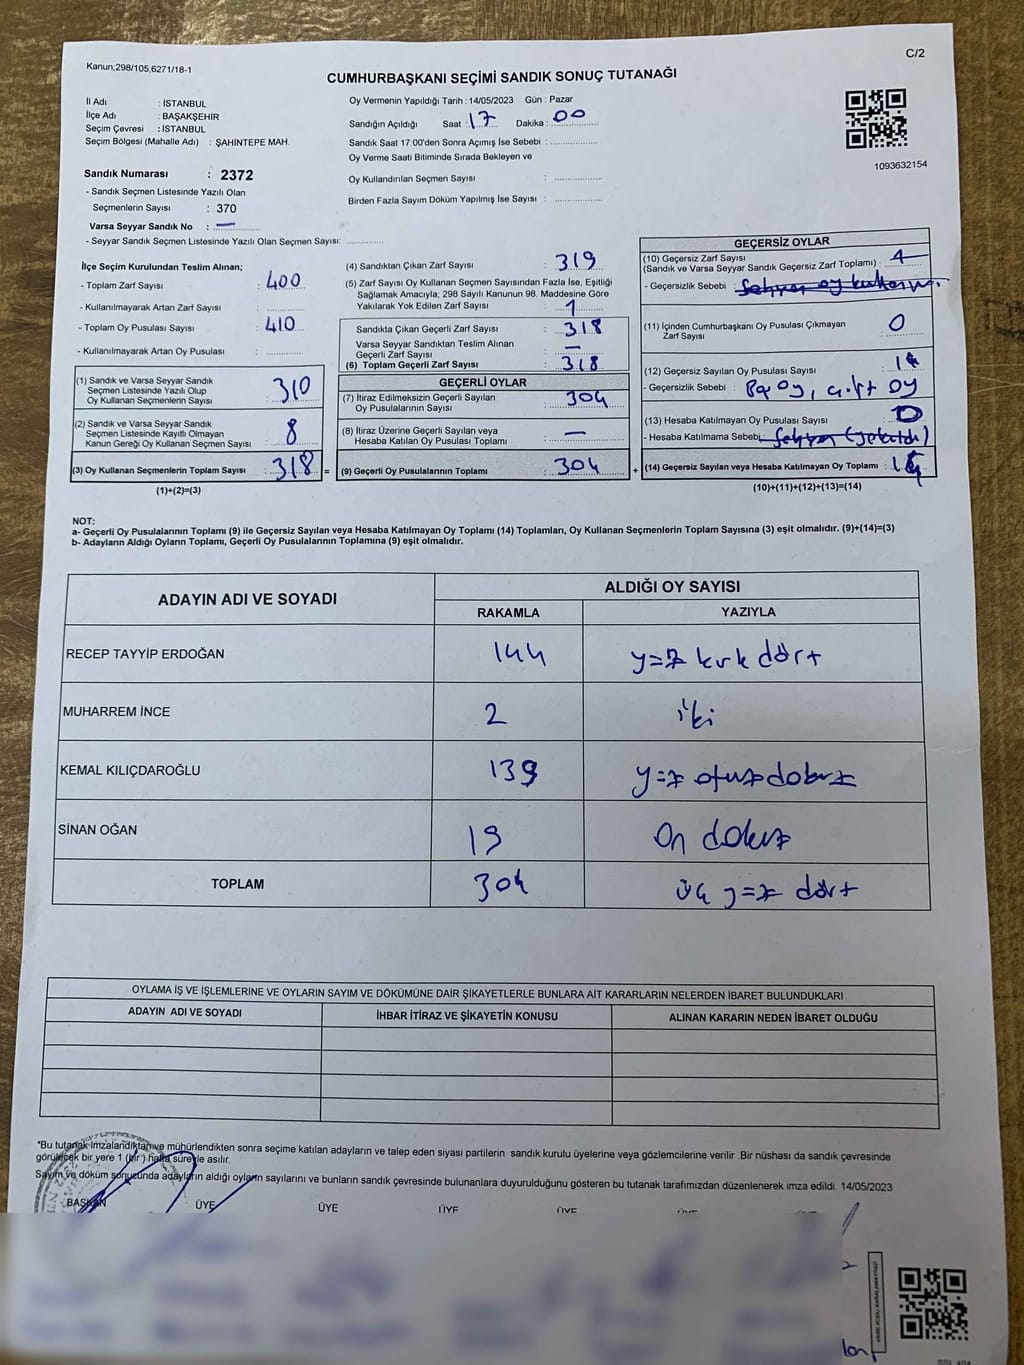 Kanun,298/105,6271/18-1
C/2
CUMHURBAŞKANI SEÇİMİ SANDIK SONUÇ TUTANAĞI
İl Adı : İSTANBUL
İlçe Adı : BAŞAKŞEHİR
Seçim Çevresi : İSTANBUL
Seçim Bölgesi (Mahalle Adı) : ŞAHİNTEPE MAH.
Sandık Numarası : 2372
- Sandık Seçmen Listesinde Yazılı Olan
Seçmenlerin Sayısı : 370
Varsa Seyyar Sandık No : —
- Seyyar Sandık Seçmen Listesinde Yazılı Olan Seçmen Sayısı: ..............
Oy Vermenin Yapıldığı Tarih : 14/05/2023 Gün : Pazar
Sandığın Açıldığı Saat : 17 Dakika : 00
Sandık Saat 17:00'den Sonra Açımış İse Sebebi : ................
Oy Verme Saati Bitiminde Sırada Bekleyen ve
Oy Kullandırılan Seçmen Sayısı : ................
Birden Fazla Sayım Döküm Yapılmış İse Sayısı : ................
1093632154
İlçe Seçim Kurulundan Teslim Alınan;
- Toplam Zarf Sayısı : 400
- Kullanılmayarak Artan Zarf Sayısı : ..............
- Toplam Oy Pusulası Sayısı : 410
- Kullanılmayarak Artan Oy Pusulası : ..............
(1) Sandık ve Varsa Seyyar Sandık
Seçmen Listesinde Yazılı Olup
Oy Kullanan Seçmenlerin Sayısı : 310
(2) Sandık ve Varsa Seyyar Sandık
Seçmen Listesinde Kayıtlı Olmayan
Kanun Gereği Oy Kullanan Seçmen Sayısı : 8
(3) Oy Kullanan Seçmenlerin Toplam Sayısı : 318 =
(1)+(2)=(3)
(4) Sandıktan Çıkan Zarf Sayısı : 319
(5) Zarf Sayısı Oy Kullanan Seçmen Sayısından Fazla İse, Eşitliği
Sağlamak Amacıyla, 298 Sayılı Kanunun 98. Maddesine Göre
Yakılarak Yok Edilen Zarf Sayısı : 1
Sandıkta Çıkan Geçerli Zarf Sayısı : 318
Varsa Seyyar Sandıktan Teslim Alınan
Geçerli Zarf Sayısı : —
(6) Toplam Geçerli Zarf Sayısı : 318
GEÇERLİ OYLAR
(7) İtiraz Edilmeksizin Geçerli Sayılan
Oy Pusulalarının Sayısı : 304
(8) İtiraz Üzerine Geçerli Sayılan veya
Hesaba Katılan Oy Pusulası Toplamı : —
(9) Geçerli Oy Pusulalarının Toplamı : 304 +
GEÇERSİZ OYLAR
(10) Geçersiz Zarf Sayısı
(Sandık ve Varsa Seyyar Sandık Geçersiz Zarf Toplamı) :
- Geçersizlik Sebebi :
(11) İçinden Cumhurbaşkanı Oy Pusulası Çıkmayan
Zarf Sayısı : 0
(12) Geçersiz Sayılan Oy Pusulası Sayısı : 14
- Geçersizlik Sebebi : Boş oy, çift oy
(13) Hesaba Katılmayan Oy Pusulası Sayısı : 0
- Hesaba Katılmama Sebebi:
(14) Geçersiz Sayılan veya Hesaba Katılmayan Oy Toplamı : 14
(10)+(11)+(12)+(13)=(14)
NOT:
a- Geçerli Oy Pusulalarının Toplamı (9) ile Geçersiz Sayılan veya Hesaba Katılmayan Oy Toplamı (14) Toplamları, Oy Kullanan Seçmenlerin Toplam Sayısına (3) eşit olmalıdır. (9)+(14)=(3)
b- Adayların Aldığı Oyların Toplamı, Geçerli Oy Pusulalarının Toplamına (9) eşit olmalıdır.
ADAYIN ADI VE SOYADI
ALDIĞI OY SAYISI
RAKAMLA YAZIYLA
RECEP TAYYİP ERDOĞAN 144 yüz kırk dört
MUHARREM İNCE 2 iki
KEMAL KILIÇDAROĞLU 139 yüz otuz dokuz
SİNAN OĞAN 19 On dokuz
TOPLAM 304 üç yüz dört
OYLAMA İŞ VE İŞLEMLERİNE VE OYLARIN SAYIM VE DÖKÜMÜNE DAİR ŞİKAYETLERLE BUNLARA AİT KARARLARIN NELERDEN İBARET BULUNDUKLARI
ADAYIN ADI VE SOYADI İHBAR İTİRAZ VE ŞİKAYETİN KONUSU ALINAN KARARIN NEDEN İBARET OLDUĞU
*Bu tutanak imzalandıktan ve mühürlendikten sonra seçime katılan adayların ve talep eden siyasi partilerin sandık kurulu üyelerine veya gözlemcilerine verilir .Bir nüshası da sandık çevresinde
görülecek bir yere 1 (bir ) hafta süreyle asılır.
Sayım ve döküm sonucunda adayların aldığı oyların sayılarını ve bunların sandık çevresinde bulunanlara duyurulduğunu gösteren bu tutanak tarafımızdan düzenlenerek imza edildi. 14/05/2023
BAŞKAN ÜYE ÜYE ÜYE ÜYE
KARE KODU KARALAMAYINIZ